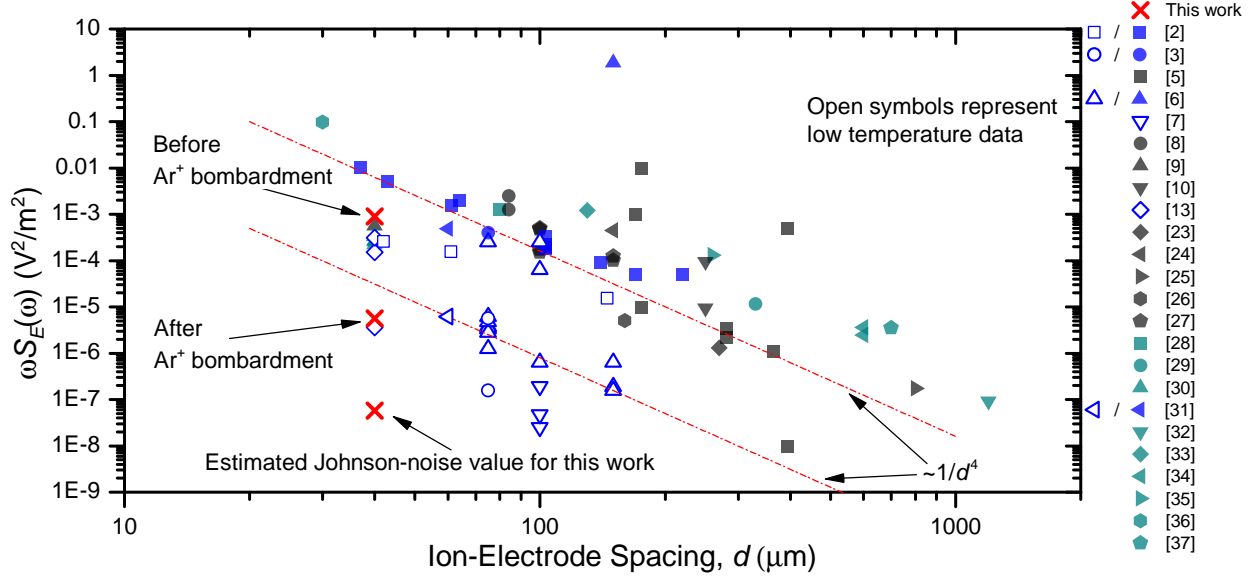 This work
/ [2]
/ [3]
[5]
/ [6]
[7]
[8]
[9]
[10]
[13]
[23]
[24]
[25]
[26]
[27]
[28]
[29]
[30]
/ [31]
[32]
[33]
[34]
[35]
[36]
[37]
10
1
0.1
0.01
1E-3
1E-4
1E-5
1E-6
1E-7
1E-8
1E-9
ωS_E(ω) (V²/m²)
Open symbols represent
low temperature data
Before
Ar⁺ bombardment
After
Ar⁺ bombardment
Estimated Johnson-noise value for this work
~1/d⁴
10 100 1000
Ion-Electrode Spacing, d (μm)